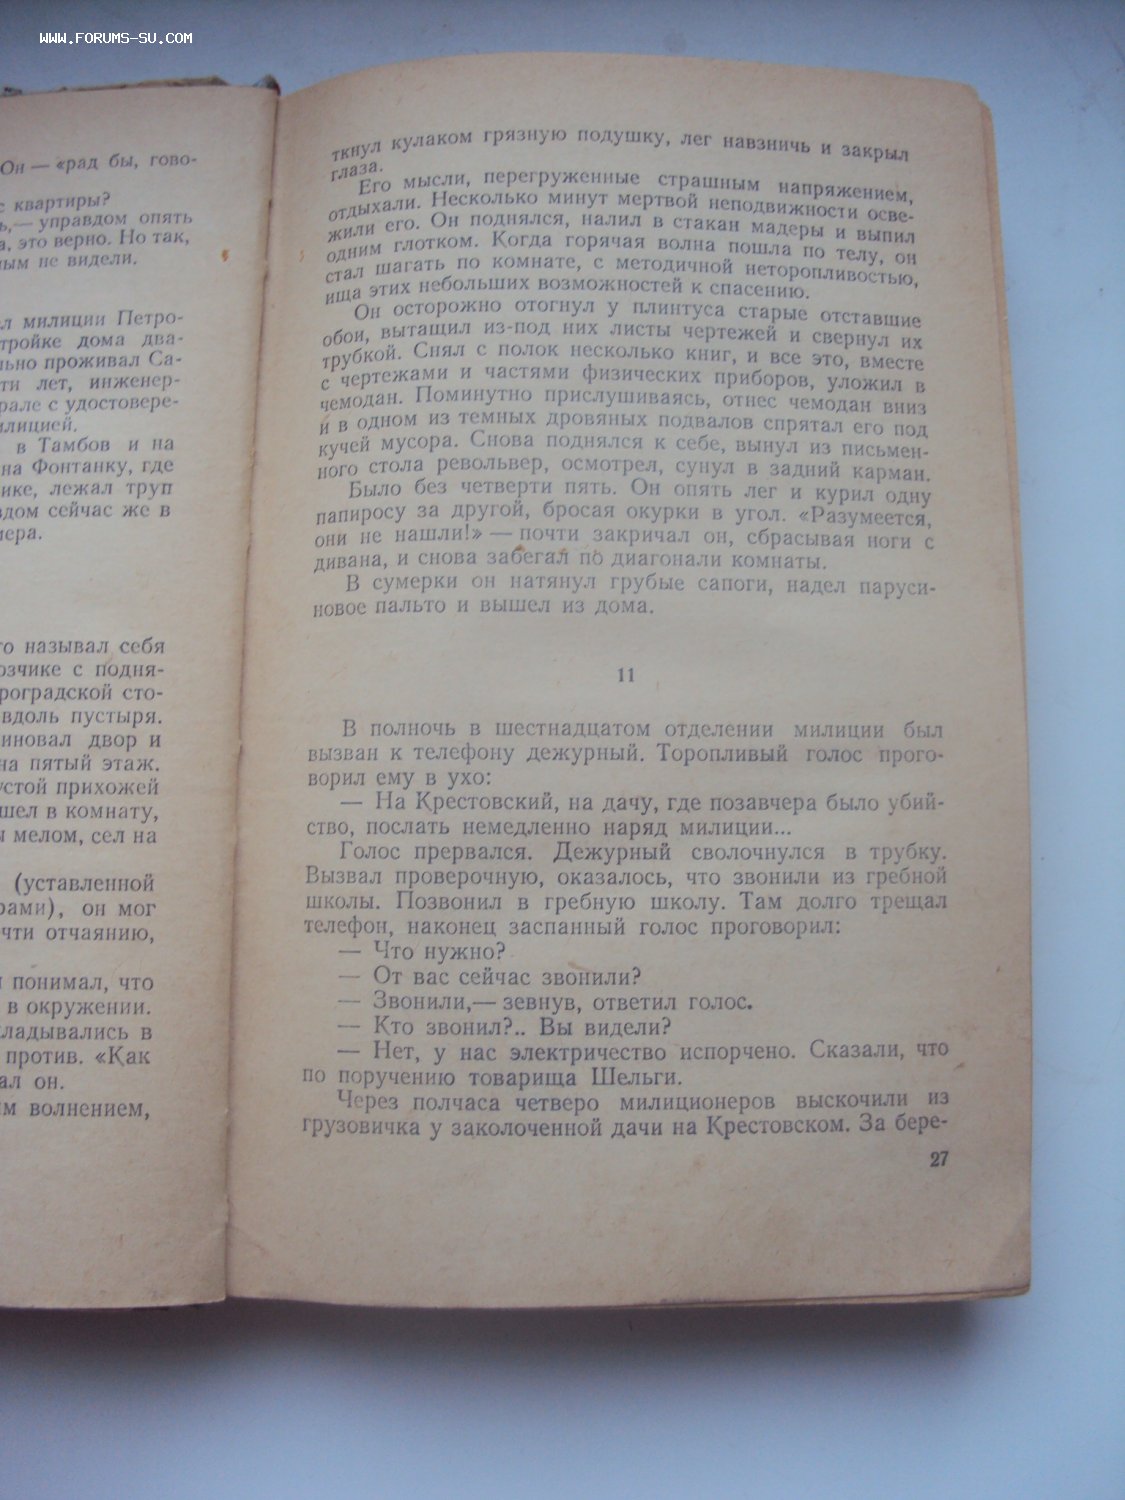 WWW.FORUMS-SU.COM
Он — «рад бы, гово-
с квартиры?
ь,— управдом опять
а, это верно. Но так,
ным не видели.
л милиции Петро-
тройке дома два-
льно проживал Са-
ти лет, инженер-
рале с удостовере-
илицией.
в Тамбов и на
на Фонтанку, где
ике, лежал труп
вдом сейчас же в
нера.
го называл себя
озчике с подня-
роградской сто-
вдоль пустыря.
иновал двор и
на пятый этаж.
устой прихожей
шел в комнату,
ы мелом, сел на
(уставленной
рами), он мог
чти отчаянию,
и понимал, что
в окружении.
кладывались в
против. «Как
ал он.
им волнением,
ткнул кулаком грязную подушку, лег навзничь и закрыл
глаза.
Его мысли, перегруженные страшным напряжением,
отдыхали. Несколько минут мертвой неподвижности осве-
жили его. Он поднялся, налил в стакан мадеры и выпил
одним глотком. Когда горячая волна пошла по телу, он
стал шагать по комнате, с методичной неторопливостью,
ища этих небольших возможностей к спасению.
Он осторожно отогнул у плинтуса старые отставшие
обои, вытащил из-под них листы чертежей и свернул их
трубкой. Снял с полок несколько книг, и все это, вместе
с чертежами и частями физических приборов, уложил в
чемодан. Поминутно прислушиваясь, отнес чемодан вниз
и в одном из темных дровяных подвалов спрятал его под
кучей мусора. Снова поднялся к себе, вынул из письмен-
ного стола револьвер, осмотрел, сунул в задний карман.
Было без четверти пять. Он опять лег и курил одну
папиросу за другой, бросая окурки в угол. «Разумеется,
они не нашли!» — почти закричал он, сбрасывая ноги с
дивана, и снова забегал по диагонали комнаты.
В сумерки он натянул грубые сапоги, надел паруси-
новое пальто и вышел из дома.
11
В полночь в шестнадцатом отделении милиции был
вызван к телефону дежурный. Торопливый голос прого-
ворил ему в ухо:
— На Крестовский, на дачу, где позавчера было убий-
ство, послать немедленно наряд милиции...
Голос прервался. Дежурный сволочнулся в трубку.
Вызвал проверочную, оказалось, что звонили из гребной
школы. Позвонил в гребную школу. Там долго трещал
телефон, наконец заспанный голос проговорил:
— Что нужно?
— От вас сейчас звонили?
— Звонили,— зевнув, ответил голос.
— Кто звонил?.. Вы видели?
— Нет, у нас электричество испорчено. Сказали, что
по поручению товарища Шельги.
Через полчаса четверо милиционеров выскочили из
грузовичка у заколоченной дачи на Крестовском. За бере-
27